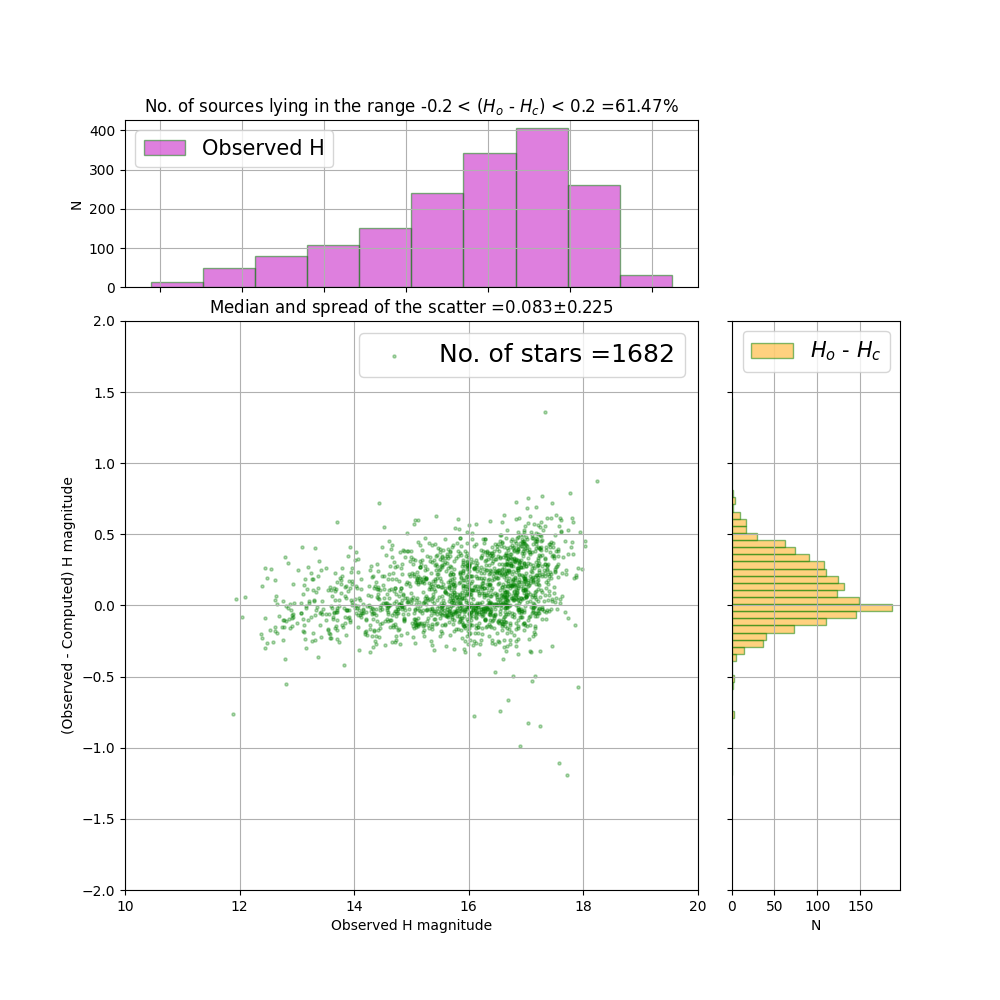 No. of sources lying in the range -0.2 < (H_o - H_c) < 0.2 =61.47%
400
300
200
100
0
N
Observed H
Median and spread of the scatter =0.083±0.225
2.0
1.5
1.0
0.5
0.0
−0.5
−1.0
−1.5
−2.0
(Observed - Computed) H magnitude
No. of stars =1682
10 12 14 16 18 20
Observed H magnitude
H_o - H_c
0 50 100 150
N